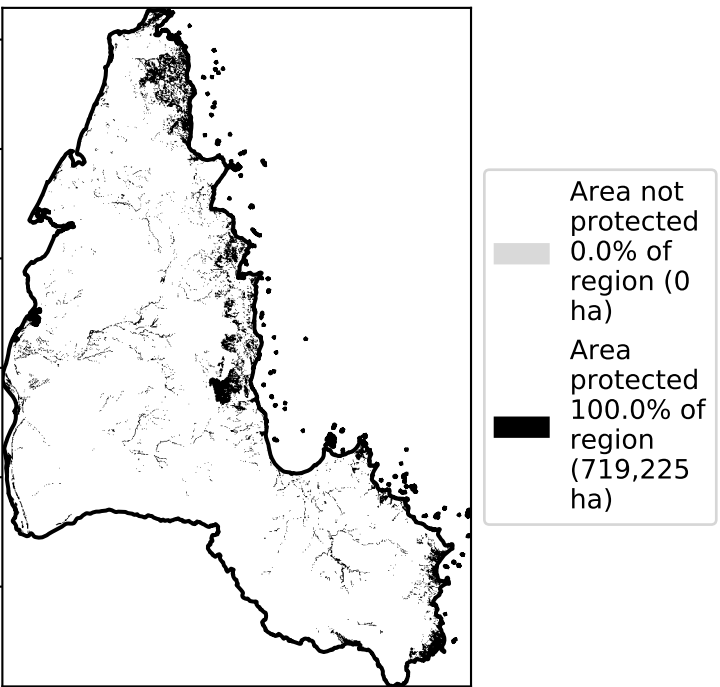 Area not
protected
0.0% of
region (0
ha)
Area
protected
100.0% of
region
(719,225
ha)